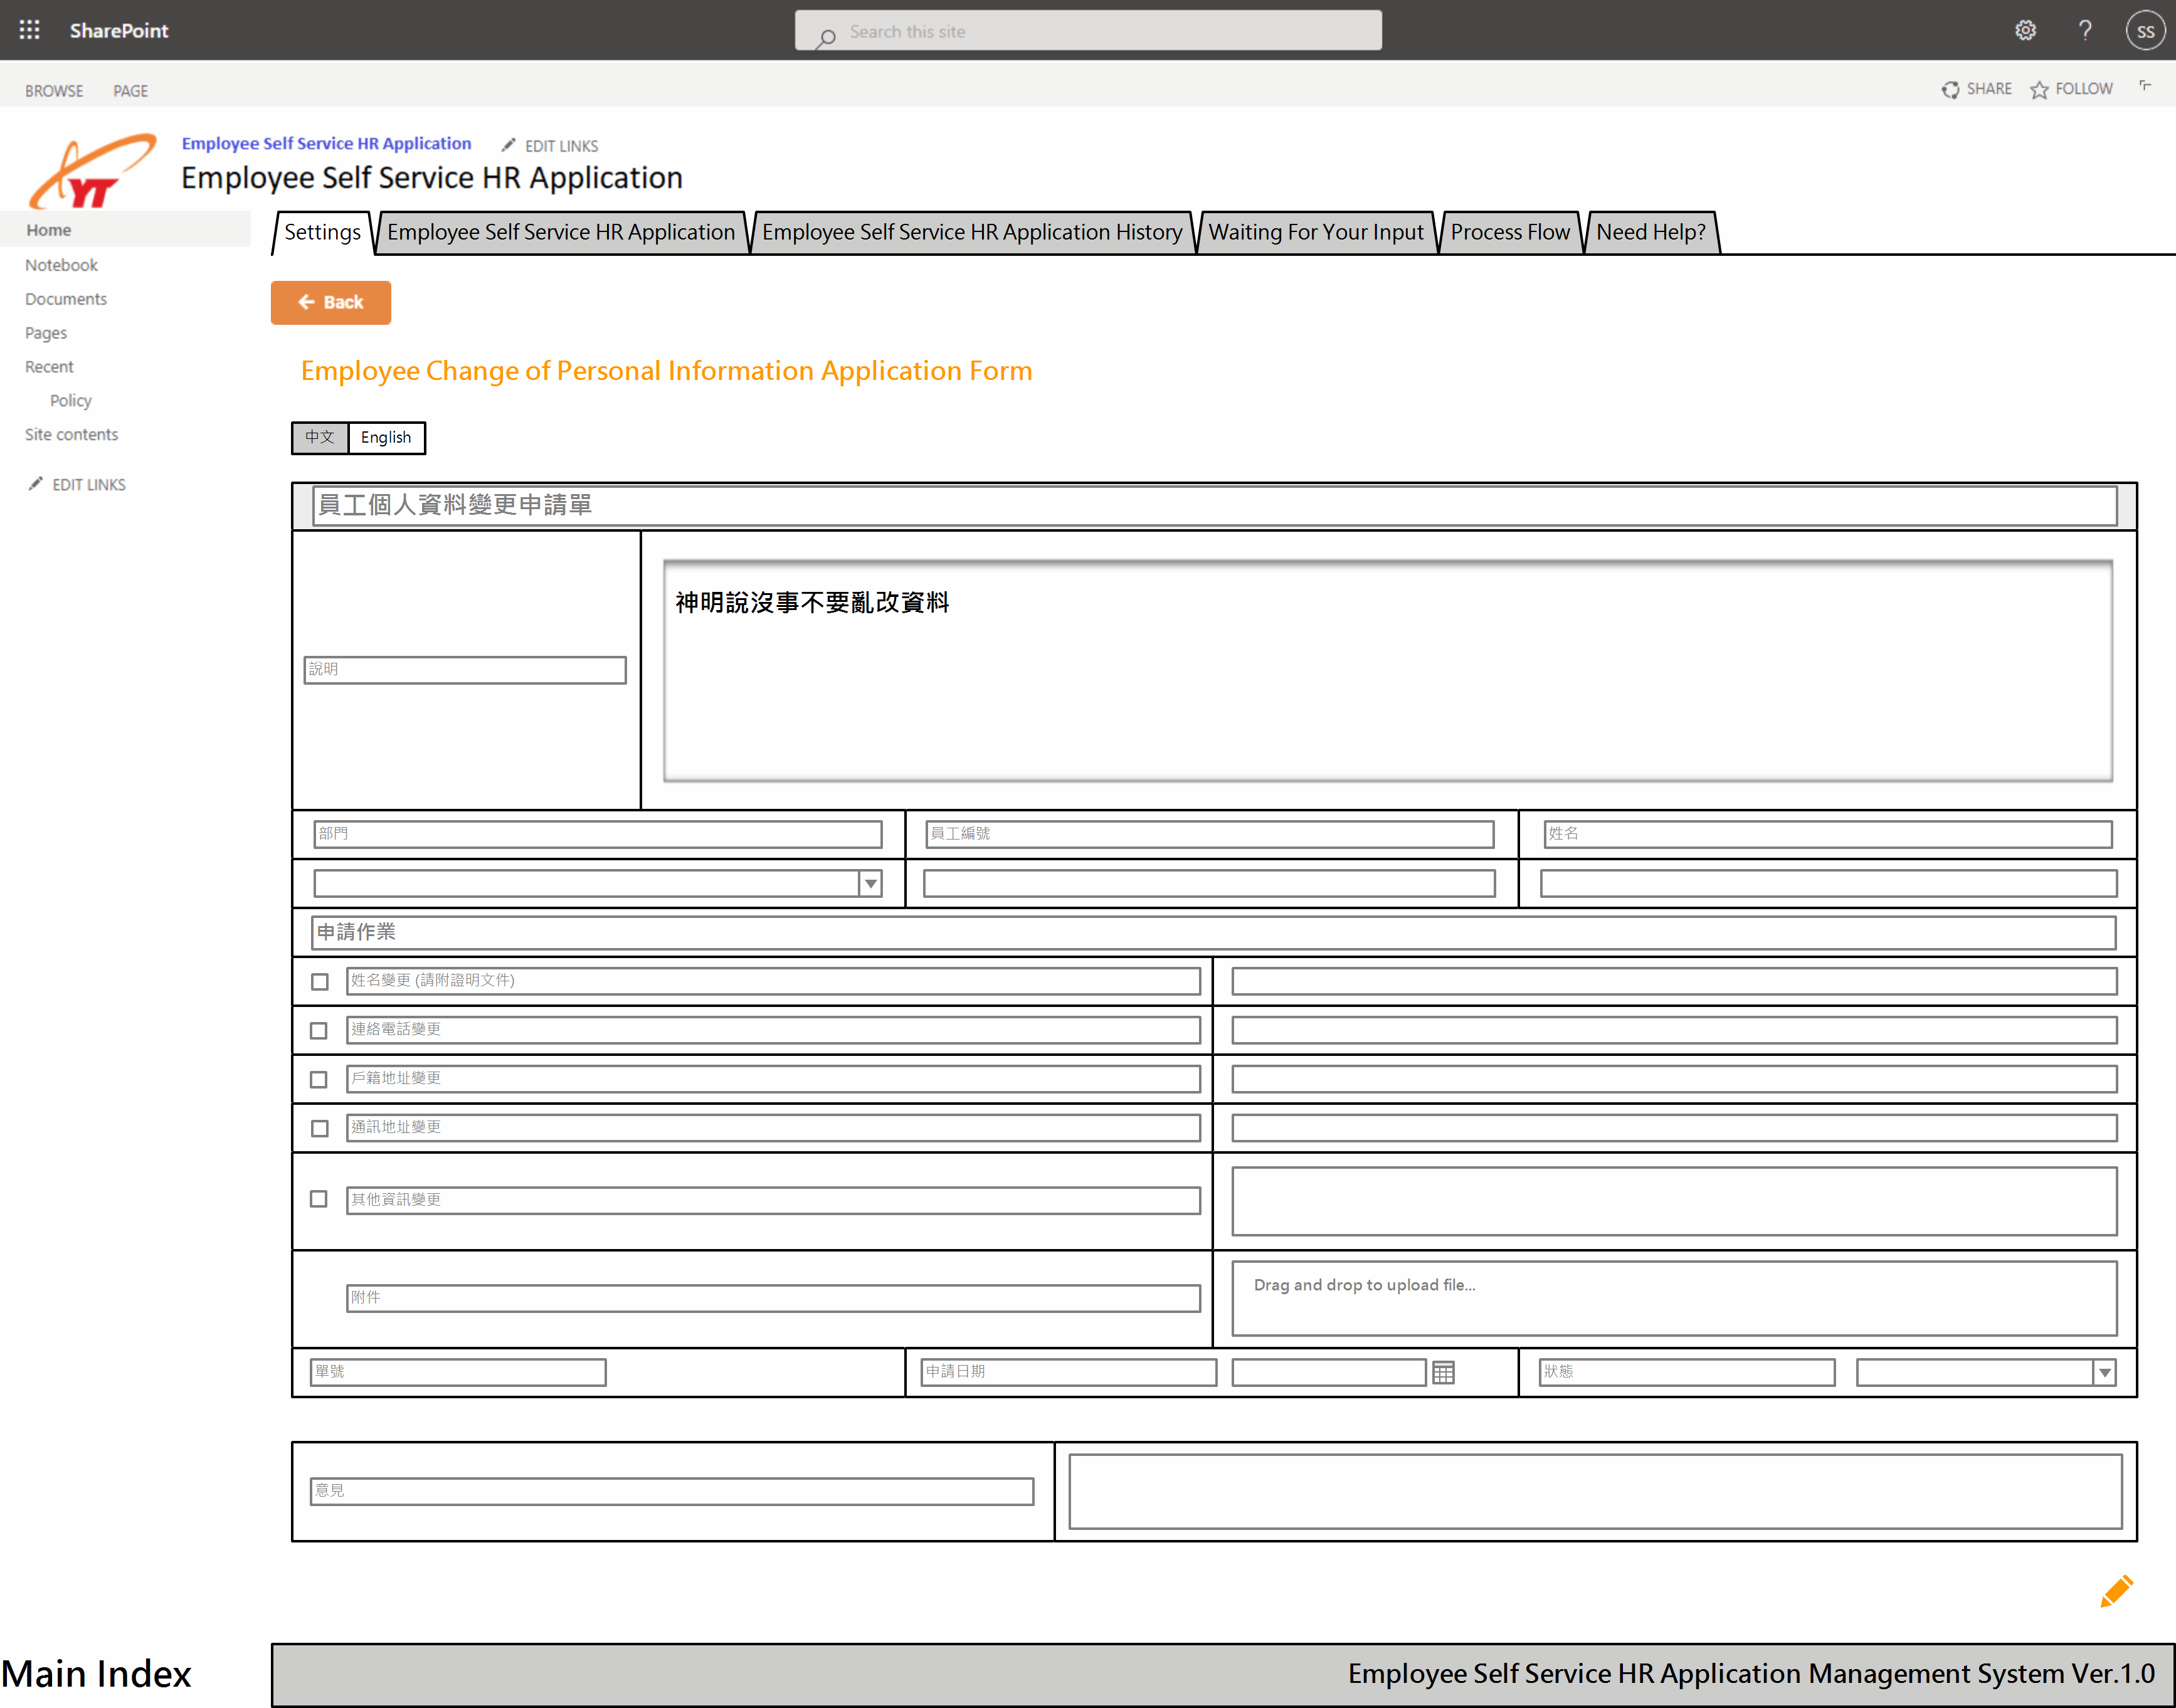 SharePoint
Search this site
?
SS
BROWSE PAGE
SHARE FOLLOW
YT
Employee Self Service HR Application EDIT LINKS
Employee Self Service HR Application
Home
Notebook
Documents
Pages
Recent
Policy
Site contents
EDIT LINKS
Settings Employee Self Service HR Application Employee Self Service HR Application History Waiting For Your Input Process Flow Need Help?
Back
Employee Change of Personal Information Application Form
中文 English
員工個人資料變更申請單
說明
神明說沒事不要亂改資料
部門 員工編號 姓名
申請作業
姓名變更 (請附證明文件)
連絡電話變更
戶籍地址變更
通訊地址變更
其他資訊變更
附件 Drag and drop to upload file...
單號 申請日期 狀態
意見
Main Index
Employee Self Service HR Application Management System Ver.1.0